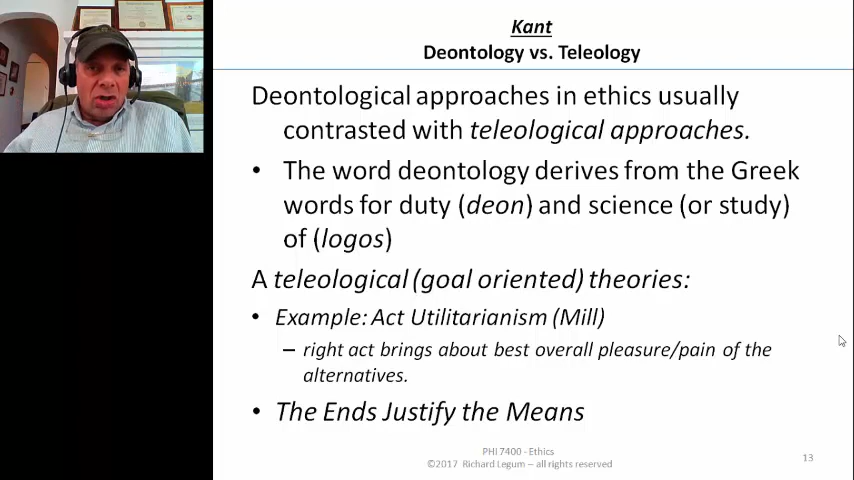 Kant
Deontology vs. Teleology
Deontological approaches in ethics usually
contrasted with teleological approaches.
• The word deontology derives from the Greek
words for duty (deon) and science (or study)
of (logos)
A teleological (goal oriented) theories:
• Example: Act Utilitarianism (Mill)
– right act brings about best overall pleasure/pain of the
alternatives.
• The Ends Justify the Means
PHI 7400 - Ethics
©2017 Richard Legum – all rights reserved
13